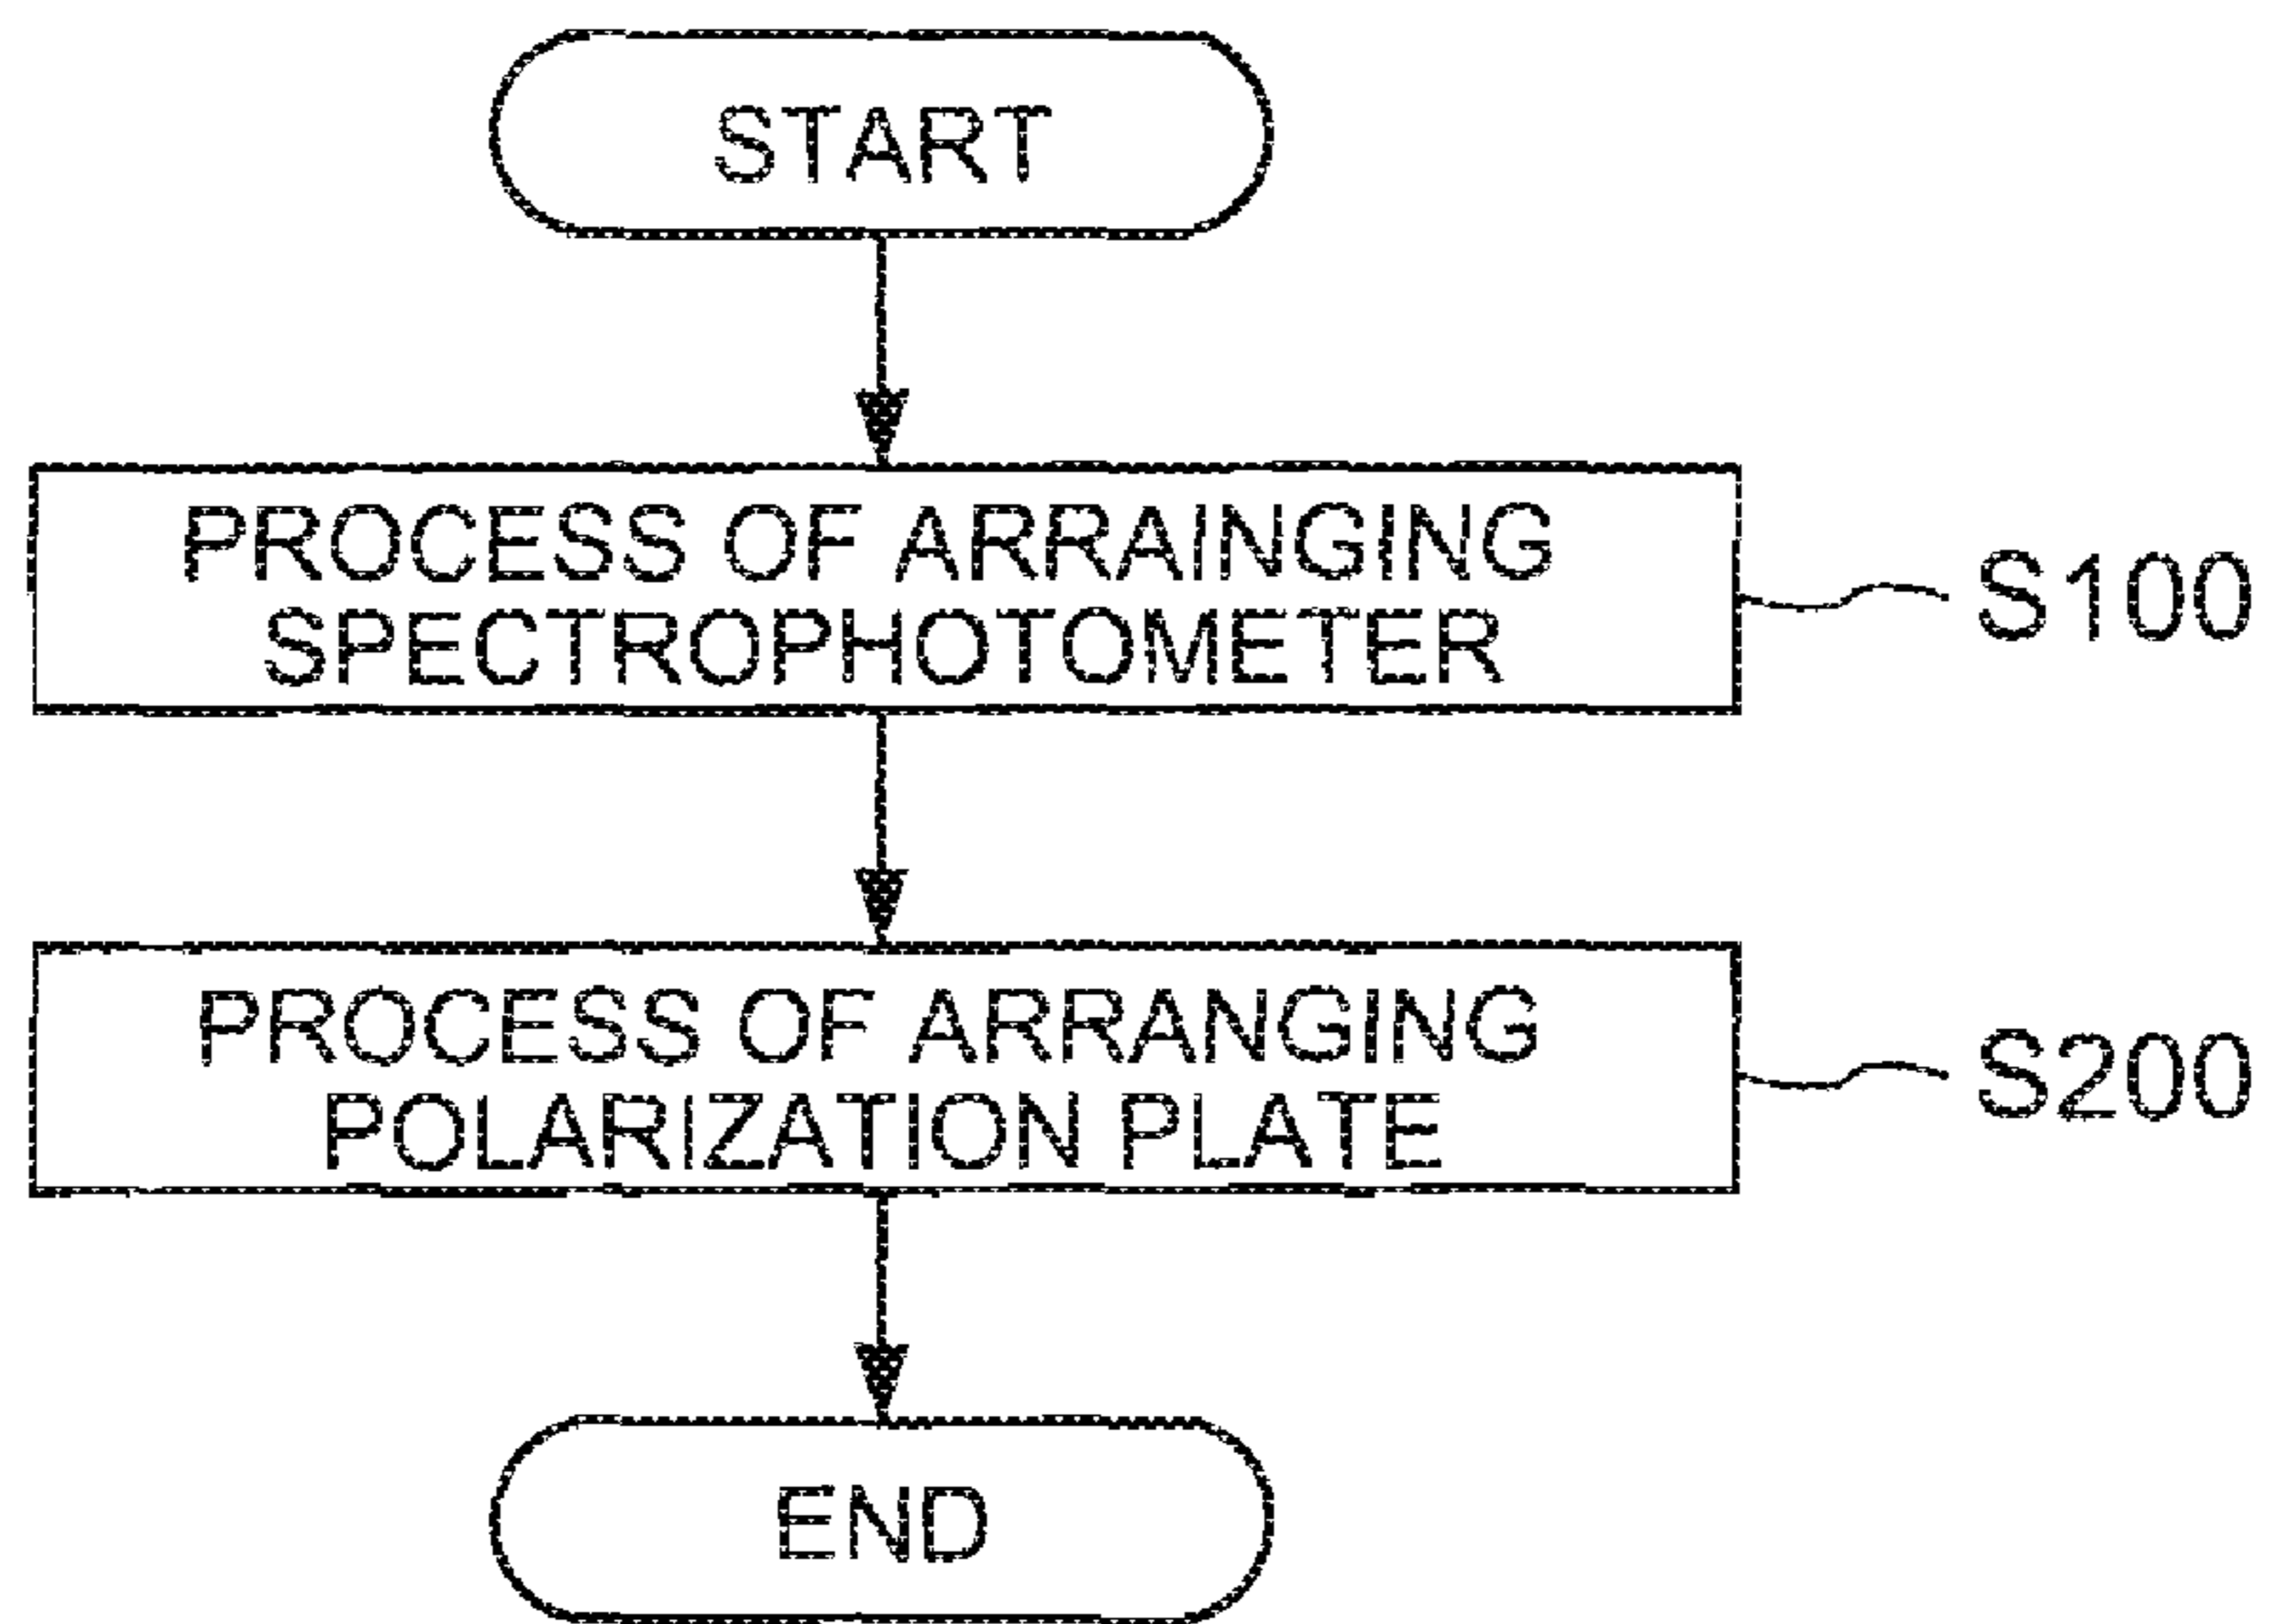 START
PROCESS OF ARRAINGING
SPECTROPHOTOMETER
S100
PROCESS OF ARRANGING
POLARIZATION PLATE
S200
END